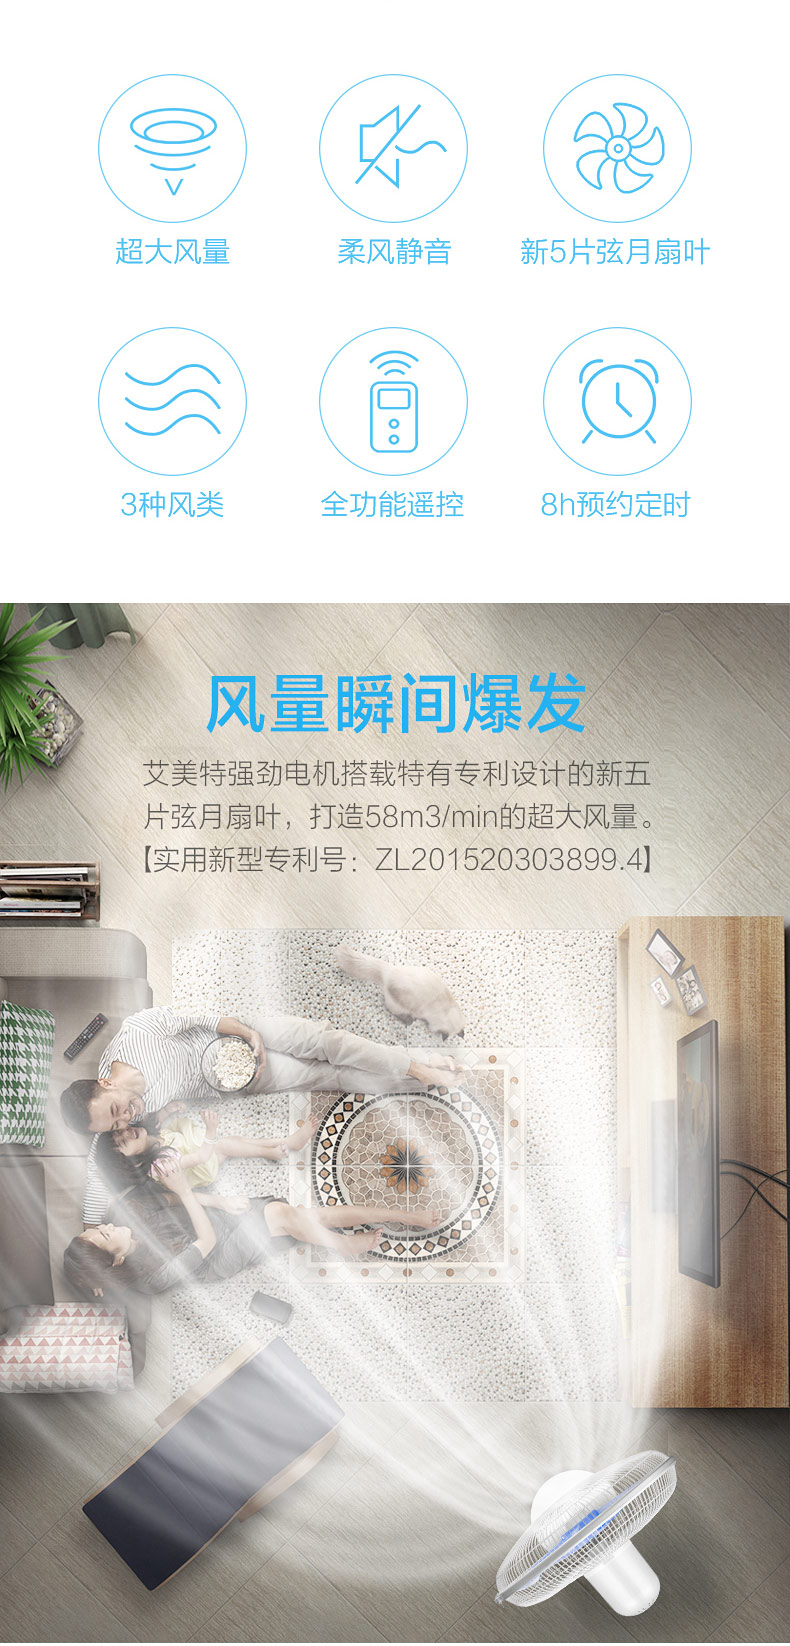 超大风量
柔风静音
新5片弦月扇叶
3种风类
全功能遥控
8h预约定时
风量瞬间爆发
艾美特强劲电机搭载特有专利设计的新五
片弦月扇叶，打造58m3/min的超大风量。
【实用新型专利号：ZL201520303899.4】